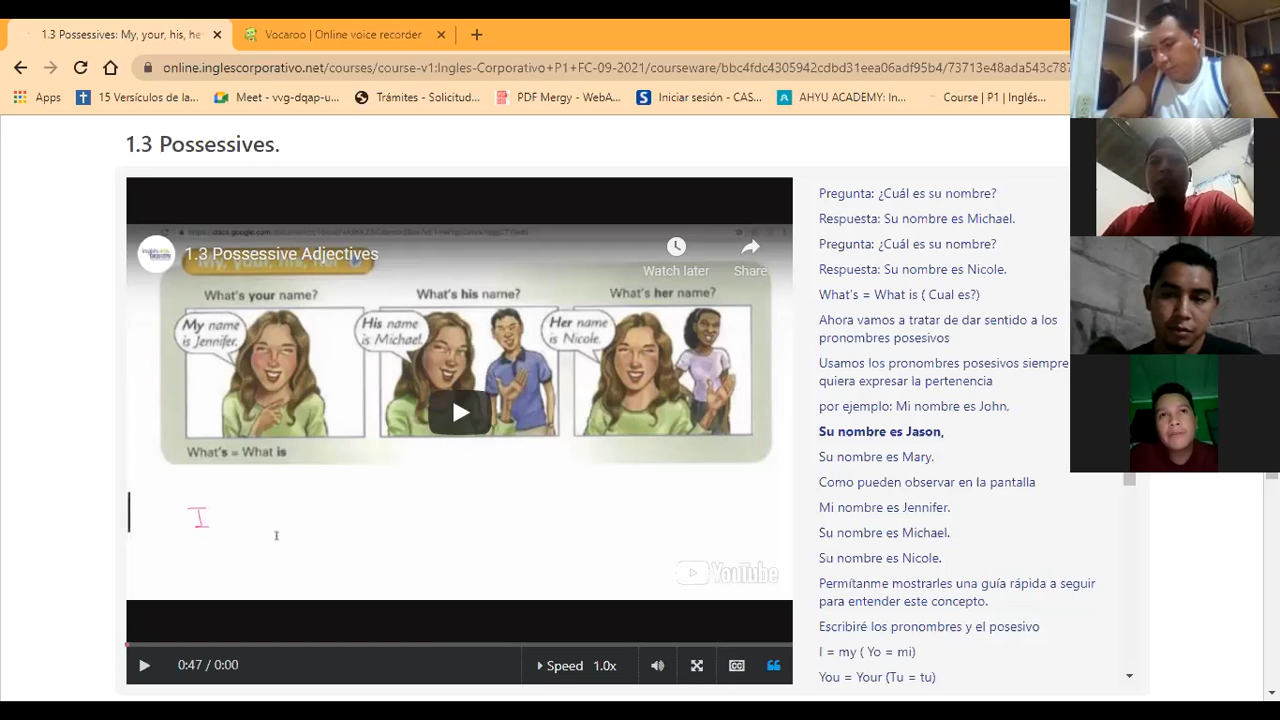 1.3 Possessives: My, your, his, he
Vocaroo | Online voice recorder
online.inglescorporativo.net/courses/course-v1:Ingles-Corporativo+P1+FC-09-2021/courseware/bbc4fdc4305942cdbd31eea06adf95b4/73713e48ada543c787
Apps
15 Versículos de la...
Meet - vvg-dqap-u...
Trámites - Solicitud...
PDF Mergy - WebA...
Iniciar sesión - CAS...
AHYU ACADEMY: In...
Course | P1 | Inglés...
1.3 Possessives.
1.3 Possessive Adjectives
Watch later
Share
My, your, his, her
What's your name?
What's his name?
What's her name?
My name
is Jennifer.
His name
is Michael.
Her name
is Nicole.
What's = What is
I
YouTube
0:47 / 0:00
Speed 1.0x
Pregunta: ¿Cuál es su nombre?
Respuesta: Su nombre es Michael.
Pregunta: ¿Cuál es su nombre?
Respuesta: Su nombre es Nicole.
What's = What is ( Cual es?)
Ahora vamos a tratar de dar sentido a los
pronombres posesivos
Usamos los pronombres posesivos siempre
quiera expresar la pertenencia
por ejemplo: Mi nombre es John,
Su nombre es Jason,
Su nombre es Mary.
Como pueden observar en la pantalla
Mi nombre es Jennifer.
Su nombre es Michael.
Su nombre es Nicole.
Permítanme mostrarles una guía rápida a seguir
para entender este concepto.
Escribiré los pronombres y el posesivo
I = my ( Yo = mi)
You = Your (Tu = tu)